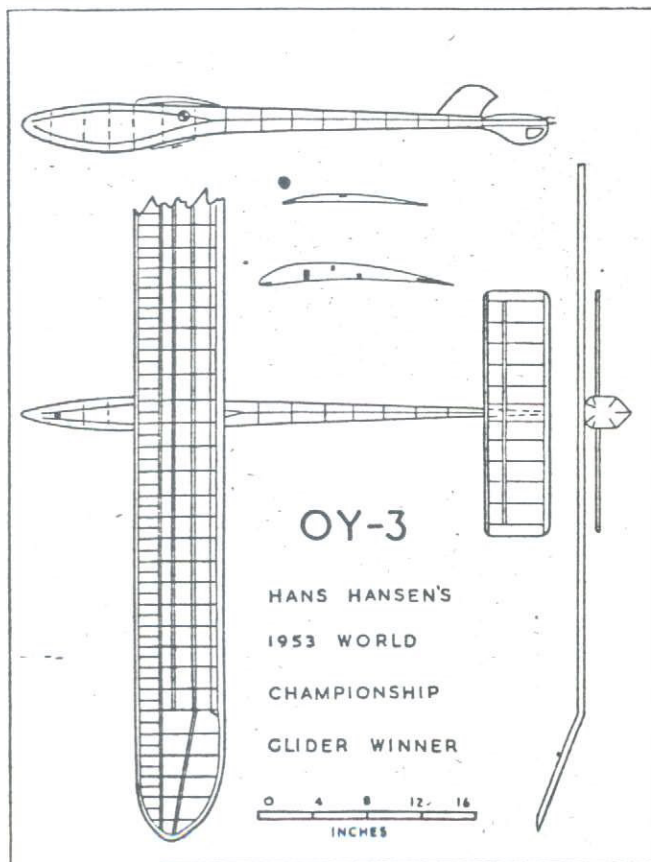 OY-3
HANS HANSEN'S
1953 WORLD
CHAMPIONSHIP
GLIDER WINNER
0 4 8 12 16
INCHES